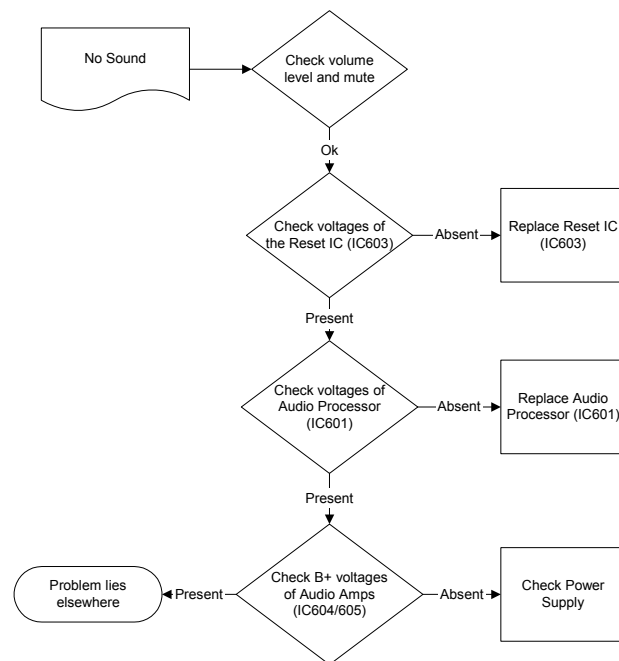 No Sound
Check volume
level and mute
Ok
Check voltages of
the Reset IC (IC603)
Absent
Replace Reset IC
(IC603)
Present
Check voltages of
Audio Processor
(IC601)
Absent
Replace Audio
Processor (IC601)
Present
Problem lies
elsewhere
Present
Check B+ voltages
of Audio Amps
(IC604/605)
Absent
Check Power
Supply